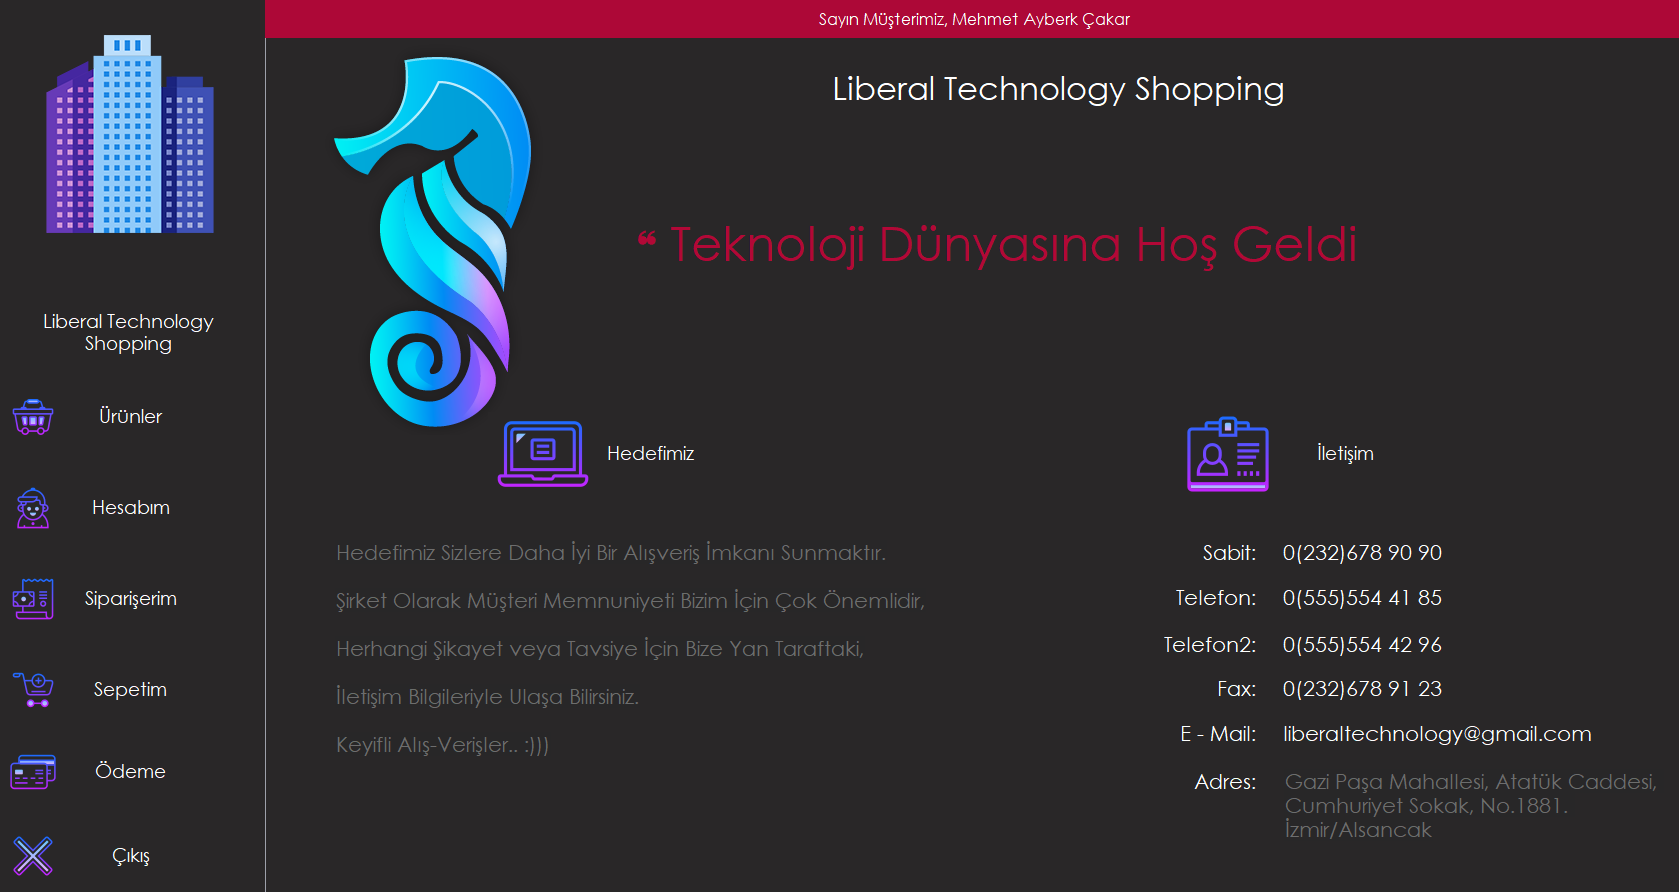 Sayın Müşterimiz, Mehmet Ayberk Çakar
Liberal Technology Shopping
❝ Teknoloji Dünyasına Hoş Geldi
Liberal Technology
Shopping
Ürünler
Hesabım
Siparişerim
Sepetim
Ödeme
Çıkış
Hedefimiz
Hedefimiz Sizlere Daha İyi Bir Alışveriş İmkanı Sunmaktır.
Şirket Olarak Müşteri Memnuniyeti Bizim İçin Çok Önemlidir,
Herhangi Şikayet veya Tavsiye İçin Bize Yan Taraftaki,
İletişim Bilgileriyle Ulaşa Bilirsiniz.
Keyifli Alış-Verişler.. :)))
İletişim
Sabit: 0(232)678 90 90
Telefon: 0(555)554 41 85
Telefon2: 0(555)554 42 96
Fax: 0(232)678 91 23
E - Mail: liberaltechnology@gmail.com
Adres: Gazi Paşa Mahallesi, Atatük Caddesi,
Cumhuriyet Sokak, No.1881.
İzmir/Alsancak